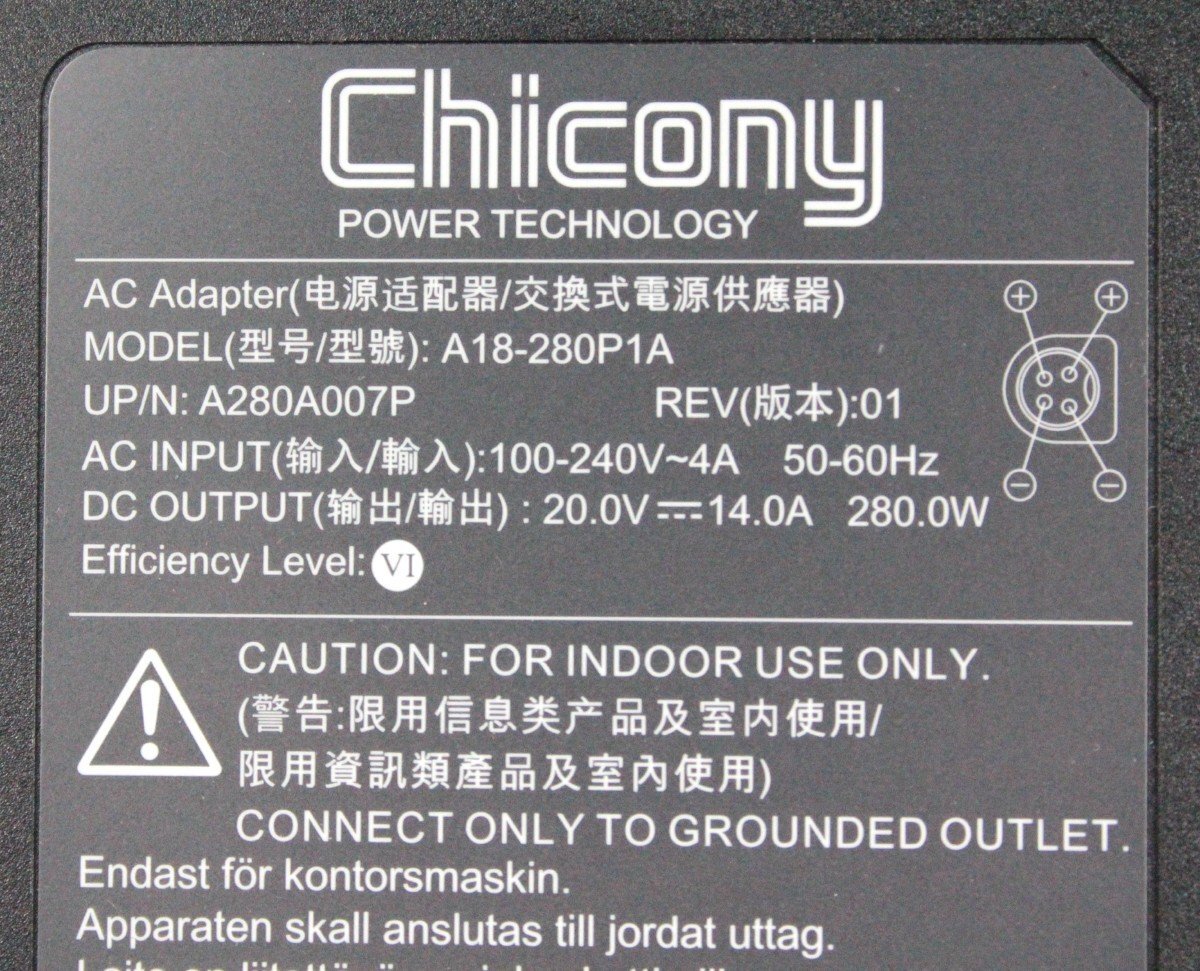 Chicony
POWER TECHNOLOGY
AC Adapter(电源适配器/交換式電源供應器)
MODEL(型号/型號): A18-280P1A
UP/N: A280A007P REV(版本):01
AC INPUT(输入/輸入):100-240V~4A 50-60Hz
DC OUTPUT(输出/輸出) : 20.0V⎓14.0A 280.0W
Efficiency Level: VI
+ +
- -
CAUTION: FOR INDOOR USE ONLY.
(警告:限用信息类产品及室内使用/
限用資訊類產品及室內使用)
CONNECT ONLY TO GROUNDED OUTLET.
Endast för kontorsmaskin.
Apparaten skall anslutas till jordat uttag.